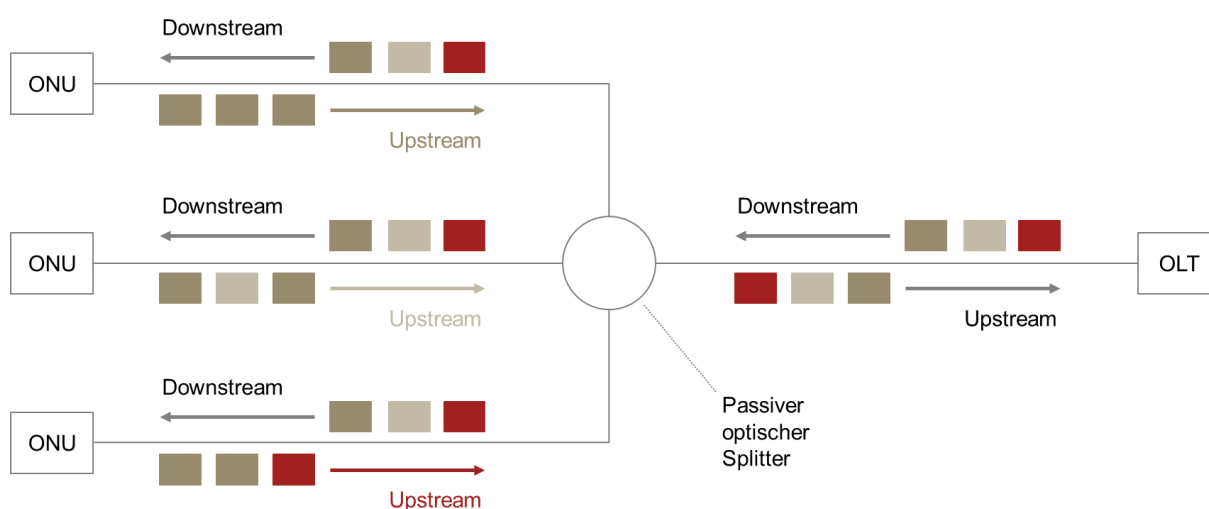 Downstream
ONU
Upstream
Downstream
ONU
Upstream
Downstream
ONU
Upstream
Downstream
OLT
Upstream
Passiver
optischer
Splitter